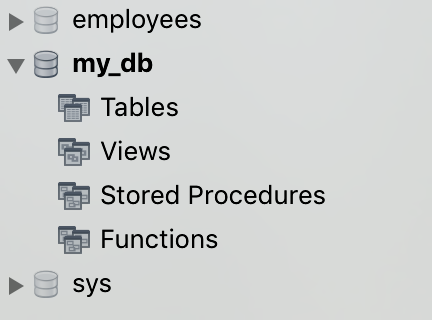 employees
my_db
Tables
Views
Stored Procedures
Functions
sys